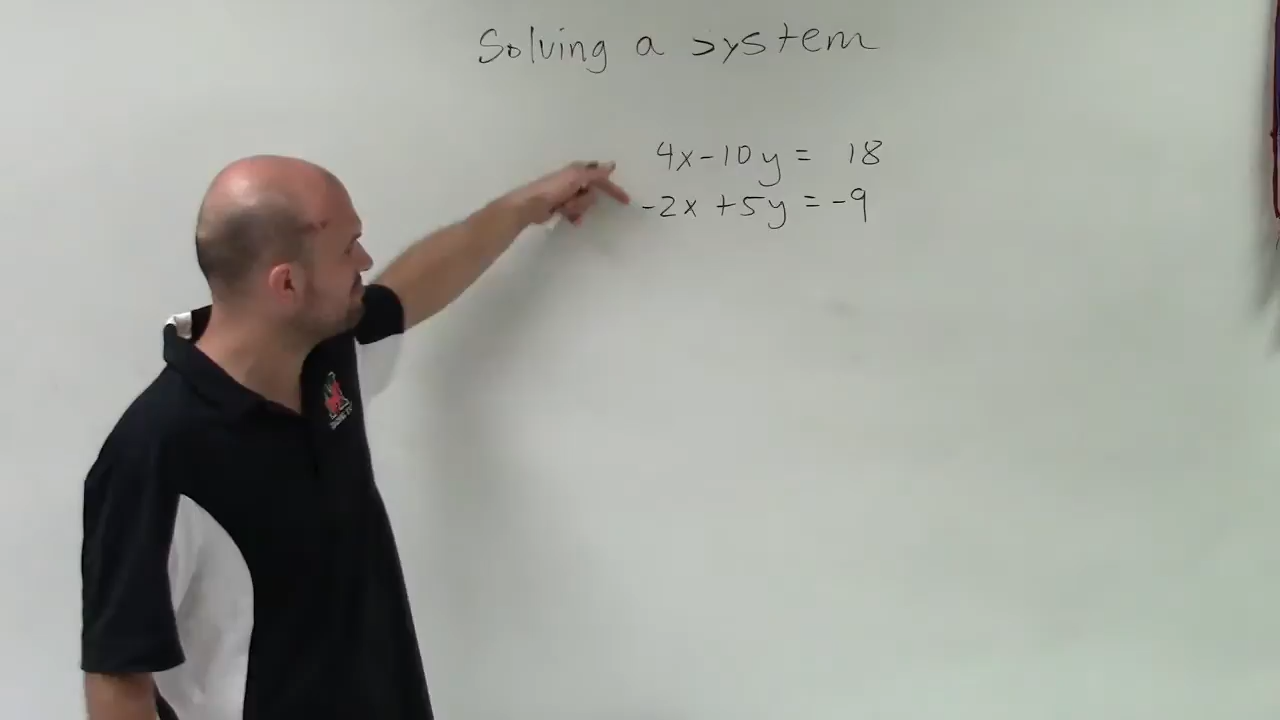 Solving a system
4x-10y = 18
-2x +5y = -9